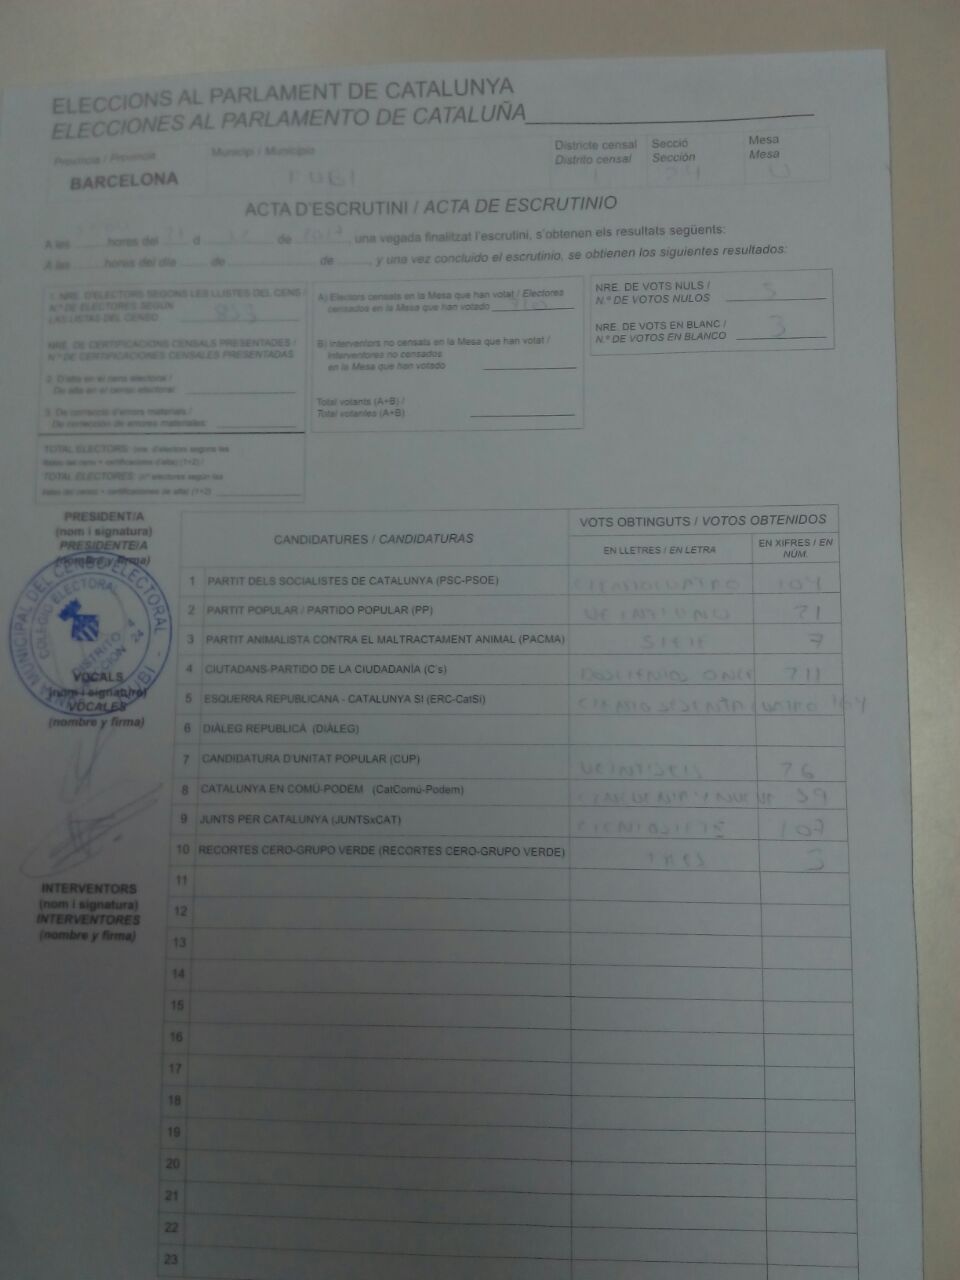 ELECCIONS AL PARLAMENT DE CATALUNYA
ELECCIONES AL PARLAMENTO DE CATALUÑA
Provincia / Provincia Municipi / Municipio Districte censal Secció Mesa
Distrito censal Sección Mesa
BARCELONA RUBI 1 24 U
ACTA D'ESCRUTINI / ACTA DE ESCRUTINIO
A les hores del 21 d 12 de 2017, una vegada finalitzat l'escrutini, s'obtenen els resultats següents:
A las horas del día de de , y una vez concluido el escrutinio, se obtienen los siguientes resultados:
1. NRE. D'ELECTORS SEGONS LES LLISTES DEL CENS /
N.º DE ELECTORES SEGÚN
LAS LISTAS DEL CENSO 853
NRE. DE CERTIFICACIONS CENSALS PRESENTADES /
N.º DE CERTIFICACIONES CENSALES PRESENTADAS
2. D'alta en el cens electoral /
De alta en el censo electoral:
3. De correcció d'errors materials /
De corrección de errores materiales:
TOTAL ELECTORS: (nre. d'electors segons les
llistes del cens + certificacions d'alta) (1+2) /
TOTAL ELECTORES: (nº electores según las
listas del censo + certificaciones de alta) (1+2)
A) Electors censats en la Mesa que han votat / Electores
censados en la Mesa que han votado
B) Interventors no censats en la Mesa que han votat /
Interventores no censados
en la Mesa que han votado
Total votants (A+B) /
Total votantes (A+B)
NRE. DE VOTS NULS /
N.º DE VOTOS NULOS 5
NRE. DE VOTS EN BLANC /
N.º DE VOTOS EN BLANCO 3
PRESIDENT/A
(nom i signatura)
PRESIDENTE/A
(nombre y firma)
JUNTA MUNICIPAL DEL CENSO ELECTORAL - RUBI
COLEGIO ELECTORAL
DISTRITO 4
SECCION 24
VOCALS
(nom i signatura)
VOCALES
(nombre y firma)
INTERVENTORS
(nom i signatura)
INTERVENTORES
(nombre y firma)
CANDIDATURES / CANDIDATURAS VOTS OBTINGUTS / VOTOS OBTENIDOS
EN LLETRES / EN LETRA EN XIFRES / EN NÚM.
1 PARTIT DELS SOCIALISTES DE CATALUNYA (PSC-PSOE) CIENTOCUATRO 104
2 PARTIT POPULAR / PARTIDO POPULAR (PP) VEINTIUNO 21
3 PARTIT ANIMALISTA CONTRA EL MALTRACTAMENT ANIMAL (PACMA) SIETE 7
4 CIUTADANS-PARTIDO DE LA CIUDADANÍA (C's) DOSCIENTOS ONCE 211
5 ESQUERRA REPUBLICANA - CATALUNYA SÍ (ERC-CatSí) CIENTO SESENTA CUATRO 164
6 DIÀLEG REPUBLICÀ (DIÀLEG)
7 CANDIDATURA D'UNITAT POPULAR (CUP) VEINTISEIS 26
8 CATALUNYA EN COMÚ-PODEM (CatComú-Podem) CINCUENTA Y NUEVE 59
9 JUNTS PER CATALUNYA (JUNTSxCAT) CIENTOSIETE 107
10 RECORTES CERO-GRUPO VERDE (RECORTES CERO-GRUPO VERDE) TRES 3
11
12
13
14
15
16
17
18
19
20
21
22
23